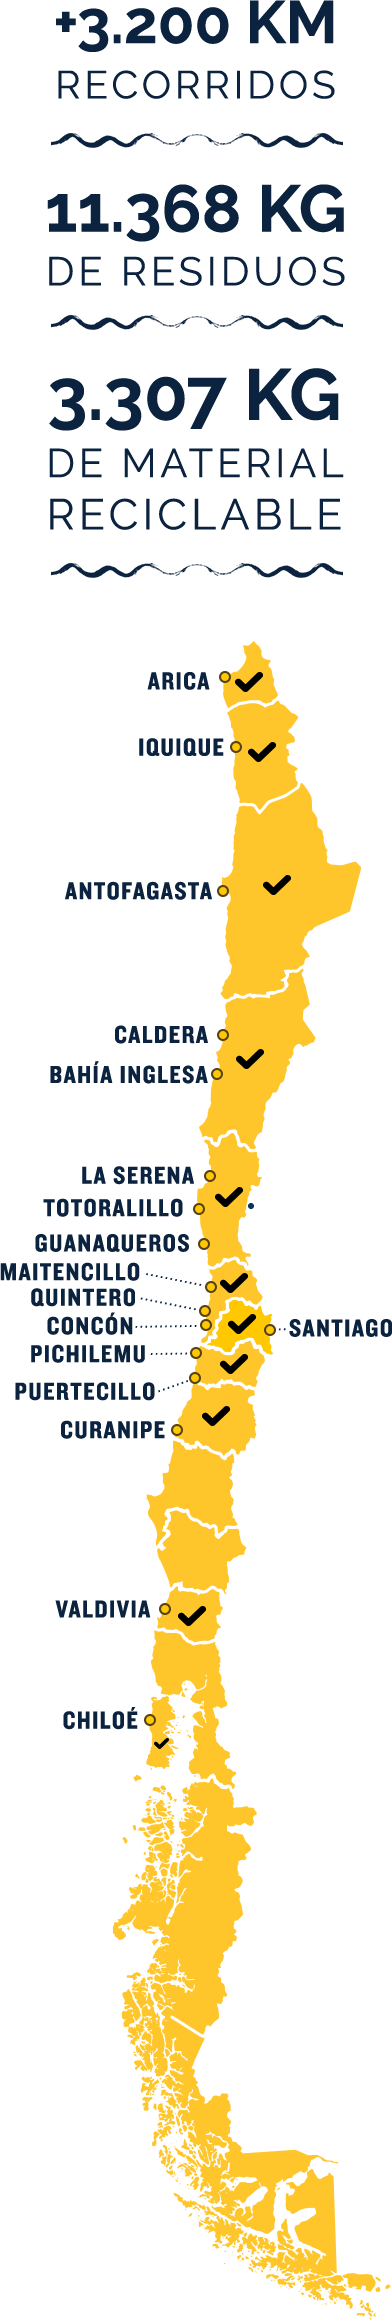 +3.200 KM
RECORRIDOS
11.368 KG
DE RESIDUOS
3.307 KG
DE MATERIAL
RECICLABLE
ARICA
IQUIQUE
ANTOFAGASTA
CALDERA
BAHÍA INGLESA
LA SERENA
TOTORALILLO
GUANAQUEROS
MAITENCILLO
QUINTERO
CONCÓN
SANTIAGO
PICHILEMU
PUERTECILLO
CURANIPE
VALDIVIA
CHILOÉ